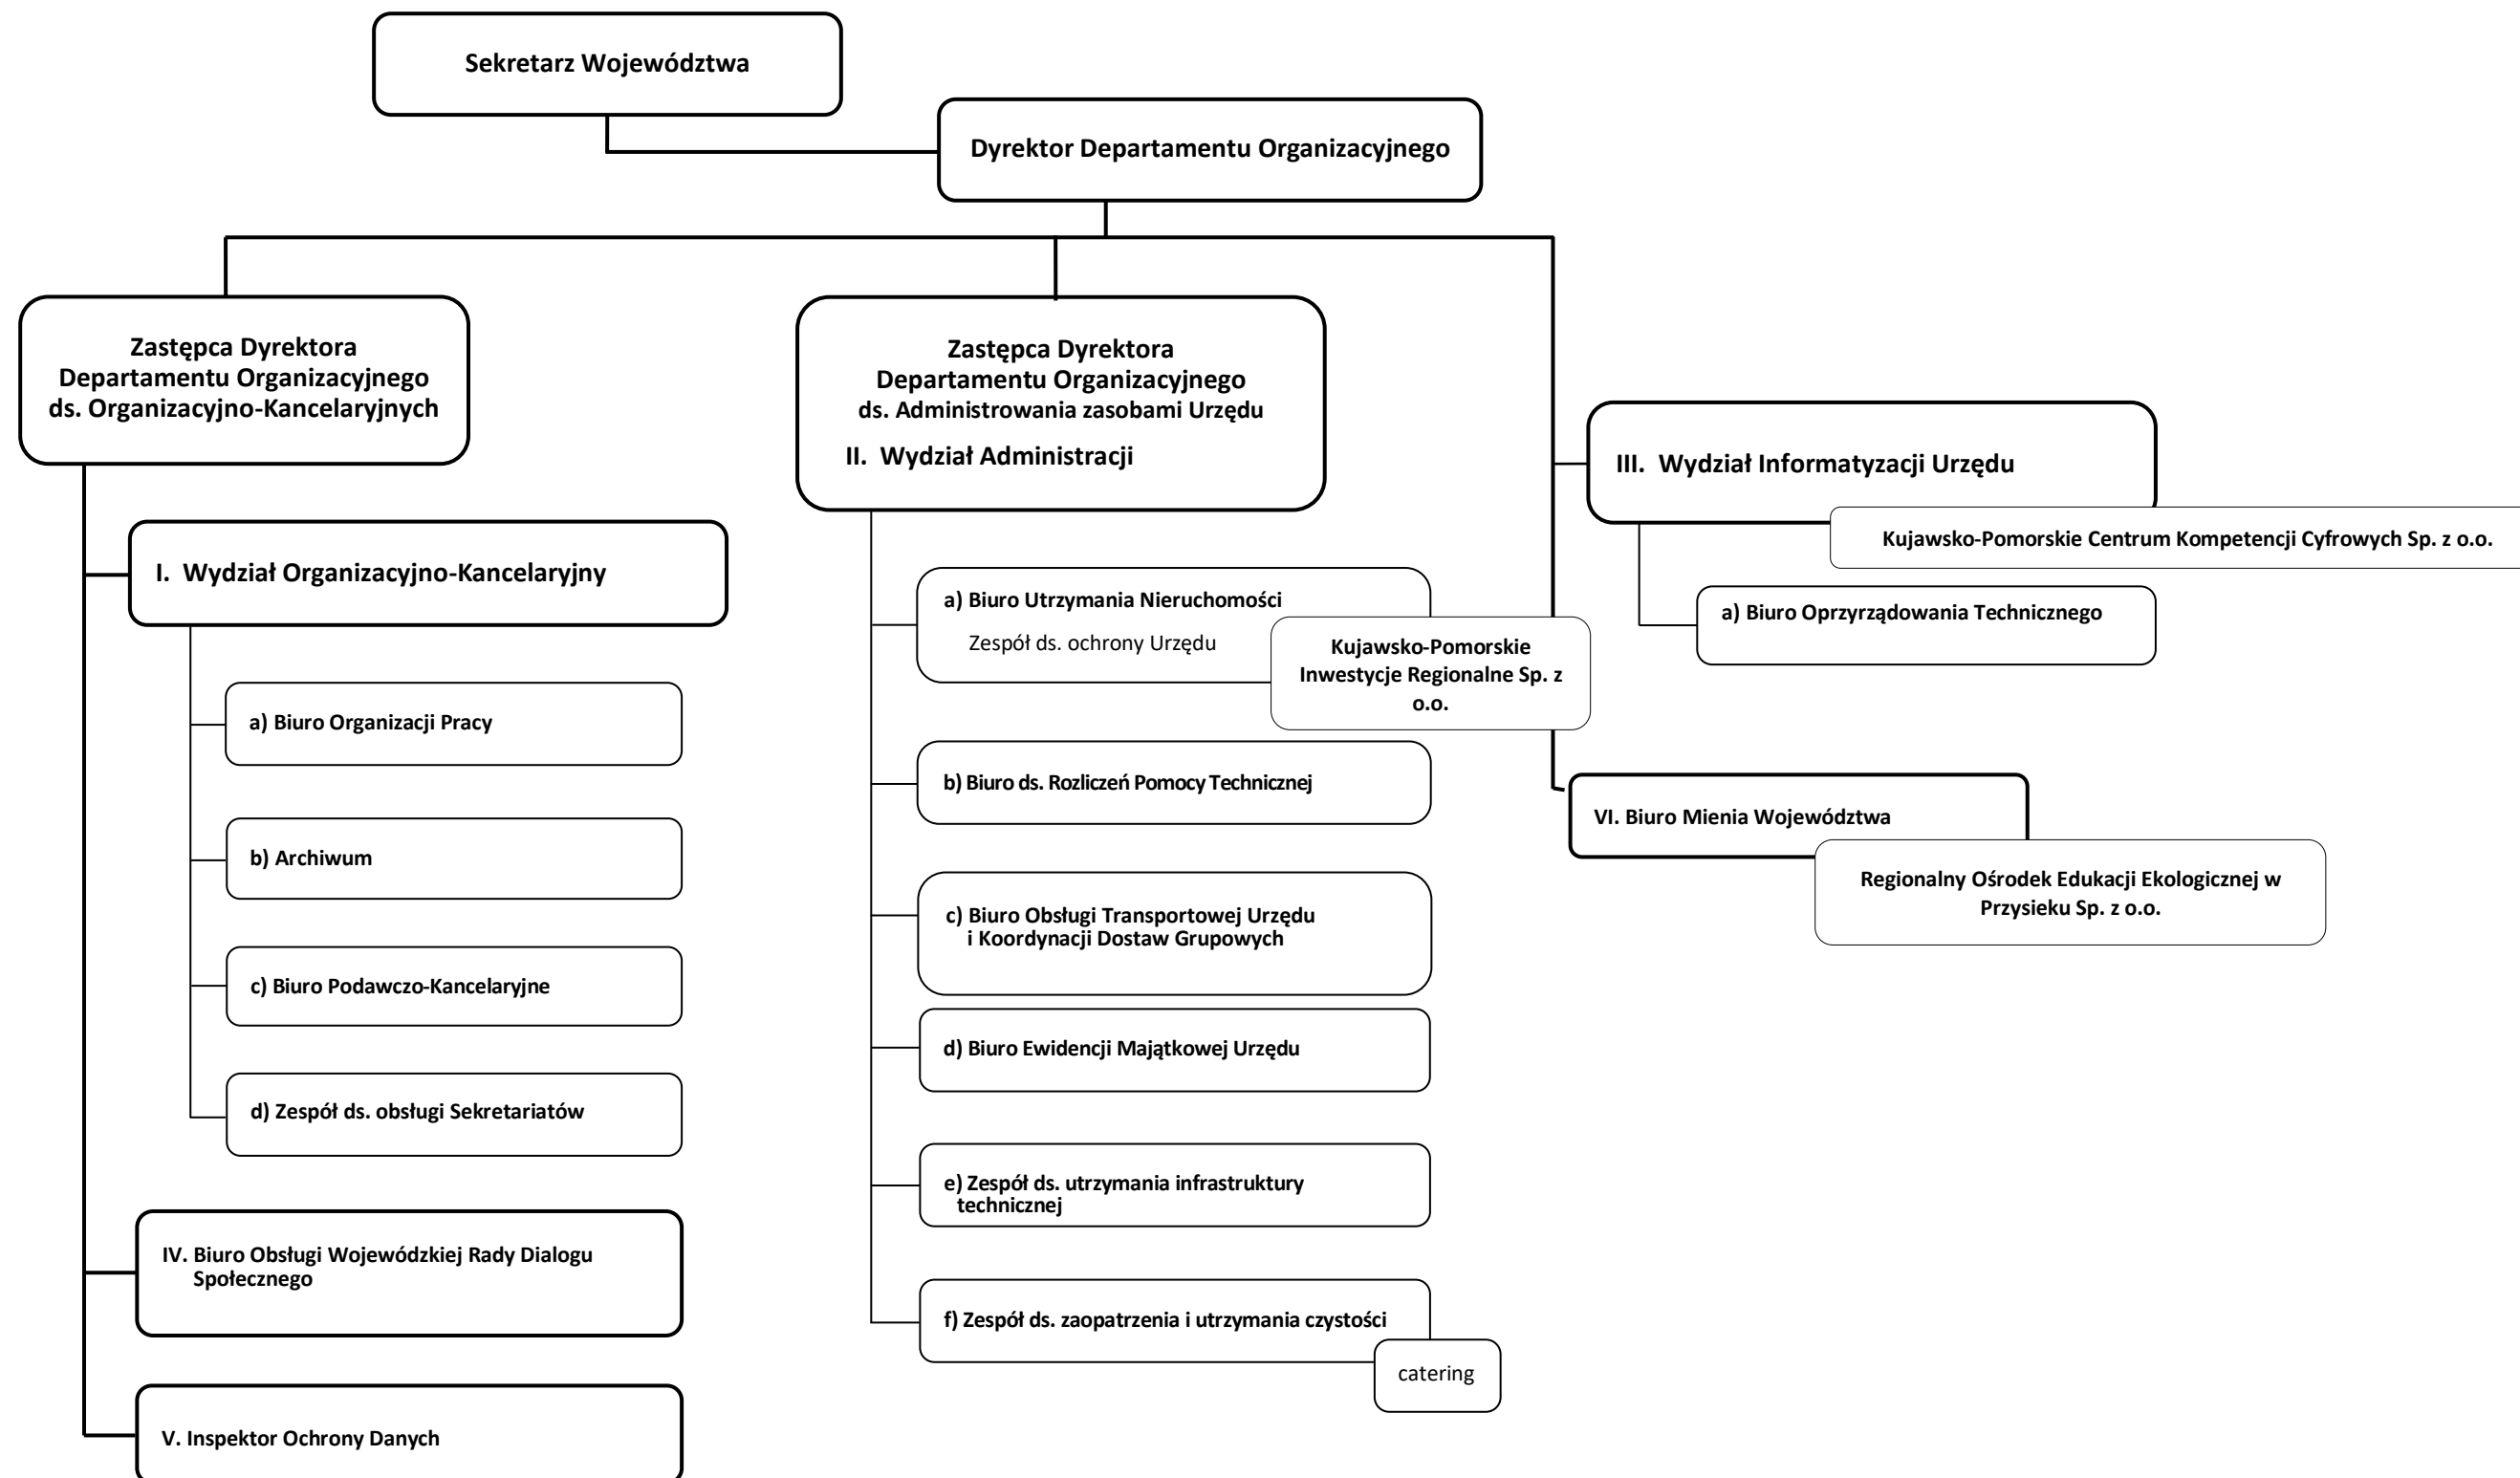 Sekretarz Województwa
Dyrektor Departamentu Organizacyjnego
Zastępca Dyrektora
Departamentu Organizacyjnego
ds. Organizacyjno-Kancelaryjnych
I. Wydział Organizacyjno-Kancelaryjny
a) Biuro Organizacji Pracy
b) Archiwum
c) Biuro Podawczo-Kancelaryjne
d) Zespół ds. obsługi Sekretariatów
IV. Biuro Obsługi Wojewódzkiej Rady Dialogu
Społecznego
V. Inspektor Ochrony Danych
Zastępca Dyrektora
Departamentu Organizacyjnego
ds. Administrowania zasobami Urzędu
II. Wydział Administracji
a) Biuro Utrzymania Nieruchomości
Zespół ds. ochrony Urzędu
Kujawsko-Pomorskie
Inwestycje Regionalne Sp. z
o.o.
b) Biuro ds. Rozliczeń Pomocy Technicznej
c) Biuro Obsługi Transportowej Urzędu
i Koordynacji Dostaw Grupowych
d) Biuro Ewidencji Majątkowej Urzędu
e) Zespół ds. utrzymania infrastruktury
technicznej
f) Zespół ds. zaopatrzenia i utrzymania czystości
catering
III. Wydział Informatyzacji Urzędu
Kujawsko-Pomorskie Centrum Kompetencji Cyfrowych Sp. z o.o.
a) Biuro Oprzyrządowania Technicznego
VI. Biuro Mienia Województwa
Regionalny Ośrodek Edukacji Ekologicznej w
Przysieku Sp. z o.o.